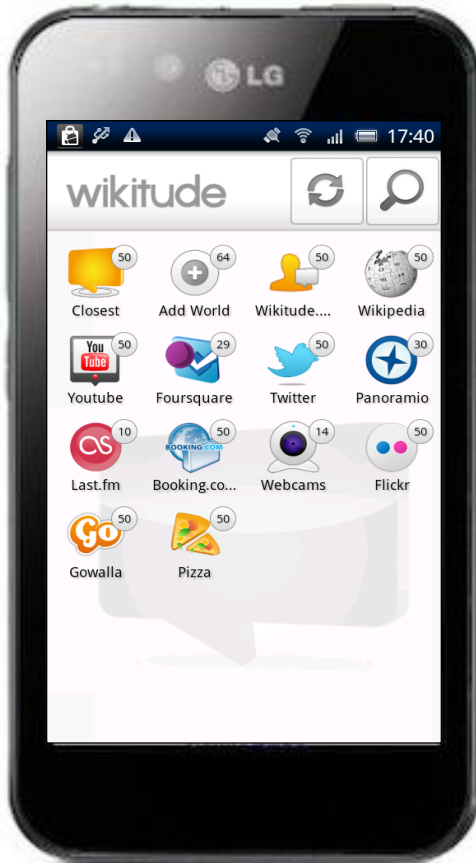 LG
17:40
wikitude
50 64 50 50
Closest Add World Wikitude.... Wikipedia
You Tube 50 29 50 30
Youtube Foursquare Twitter Panoramio
10 BOOKING.COM 50 14 50
Last.fm Booking.co... Webcams Flickr
Go 50 50
Gowalla Pizza